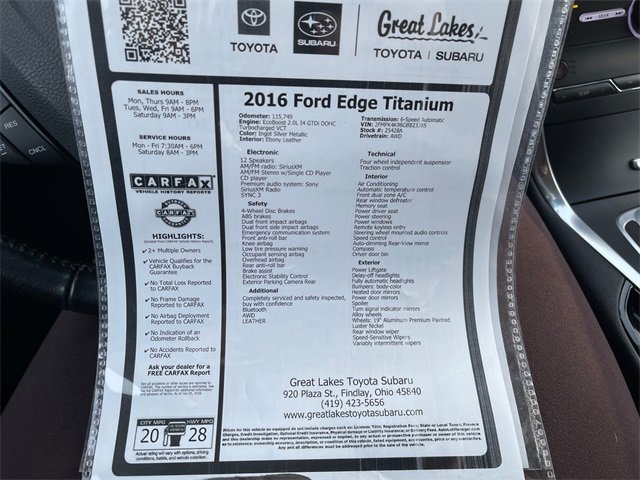 TOYOTA
SUBARU
Great Lakes
TOYOTA | SUBARU
SEEK
RES
CNCL
SALES HOURS
Mon, Thurs 9AM - 8PM
Tues, Wed, Fri 9AM - 6PM
Saturday 9AM - 3PM
SERVICE HOURS
Mon - Fri 7:30AM - 6PM
Saturday 8AM - 3PM
CARFAX
VEHICLE HISTORY REPORTS
HIGHLIGHTS:
2+ Multiple Owners
Vehicle Qualifies for the
CARFAX Buyback
Guarantee
No Total Loss
Reported to CARFAX
No Frame Damage
Reported to CARFAX
No Airbag Deployment
Reported to CARFAX
No Indication of an
Odometer Rollback
No Accidents Reported to
CARFAX
Ask your dealer for a
FREE CARFAX Report
CITY MPG
20
HWY MPG
28
Actual rating will vary with options, driving
conditions, habits, and vehicle condition.
2016 Ford Edge Titanium
Odometer: 115,749
Engine: EcoBoost 2.0L I4 GTDi DOHC
Turbocharged VCT
Color: Ingot Silver Metallic
Interior: Ebony Leather
Transmission: 6-Speed Automatic
VIN:
Stock #: 25428A
Drivetrain: AWD
Electronic
12 Speakers
AM/FM radio: SiriusXM
AM/FM Stereo w/Single CD Player
CD player
Premium audio system: Sony
SiriusXM Radio
SYNC 3
Safety
4-Wheel Disc Brakes
ABS brakes
Dual front impact airbags
Dual front side impact airbags
Emergency communication system
Front anti-roll bar
Knee airbag
Low tire pressure warning
Occupant sensing airbag
Overhead airbag
Rear anti-roll bar
Brake assist
Electronic Stability Control
Exterior Parking Camera Rear
Additional
Completely serviced and safety inspected,
buy with confidence
Bluetooth
AWD
LEATHER
Technical
Four wheel independent suspension
Traction control
Interior
Air Conditioning
Automatic temperature control
Front dual zone A/C
Rear window defroster
Memory seat
Power driver seat
Power steering
Power windows
Remote keyless entry
Steering wheel mounted audio controls
Speed control
Auto-dimming Rear-View mirror
Compass
Driver door bin
Exterior
Power Liftgate
Delay-off headlights
Fully automatic headlights
Bumpers: body-color
Heated door mirrors
Power door mirrors
Spoiler
Turn signal indicator mirrors
Alloy wheels
Wheels: 19" Aluminum Premium Painted
Luster Nickel
Rear window wiper
Speed-Sensitive Wipers
Variably intermittent wipers
Great Lakes Toyota Subaru
920 Plaza St., Findlay, Ohio 45840
(419) 423-5656
www.greatlakestoyotasubaru.com